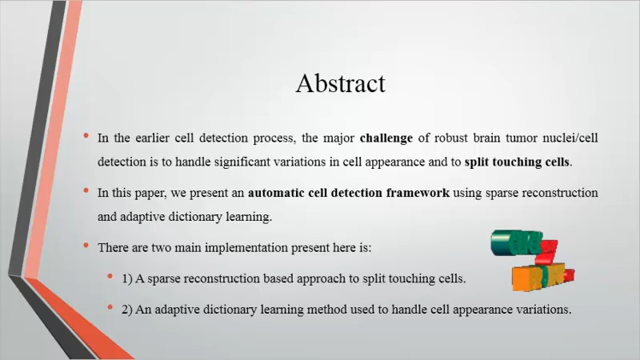 Abstract
• In the earlier cell detection process, the major challenge of robust brain tumor nuclei/cell
detection is to handle significant variations in cell appearance and to split touching cells.
• In this paper, we present an automatic cell detection framework using sparse reconstruction
and adaptive dictionary learning.
• There are two main implementation present here is:
• 1) A sparse reconstruction based approach to split touching cells.
• 2) An adaptive dictionary learning method used to handle cell appearance variations.